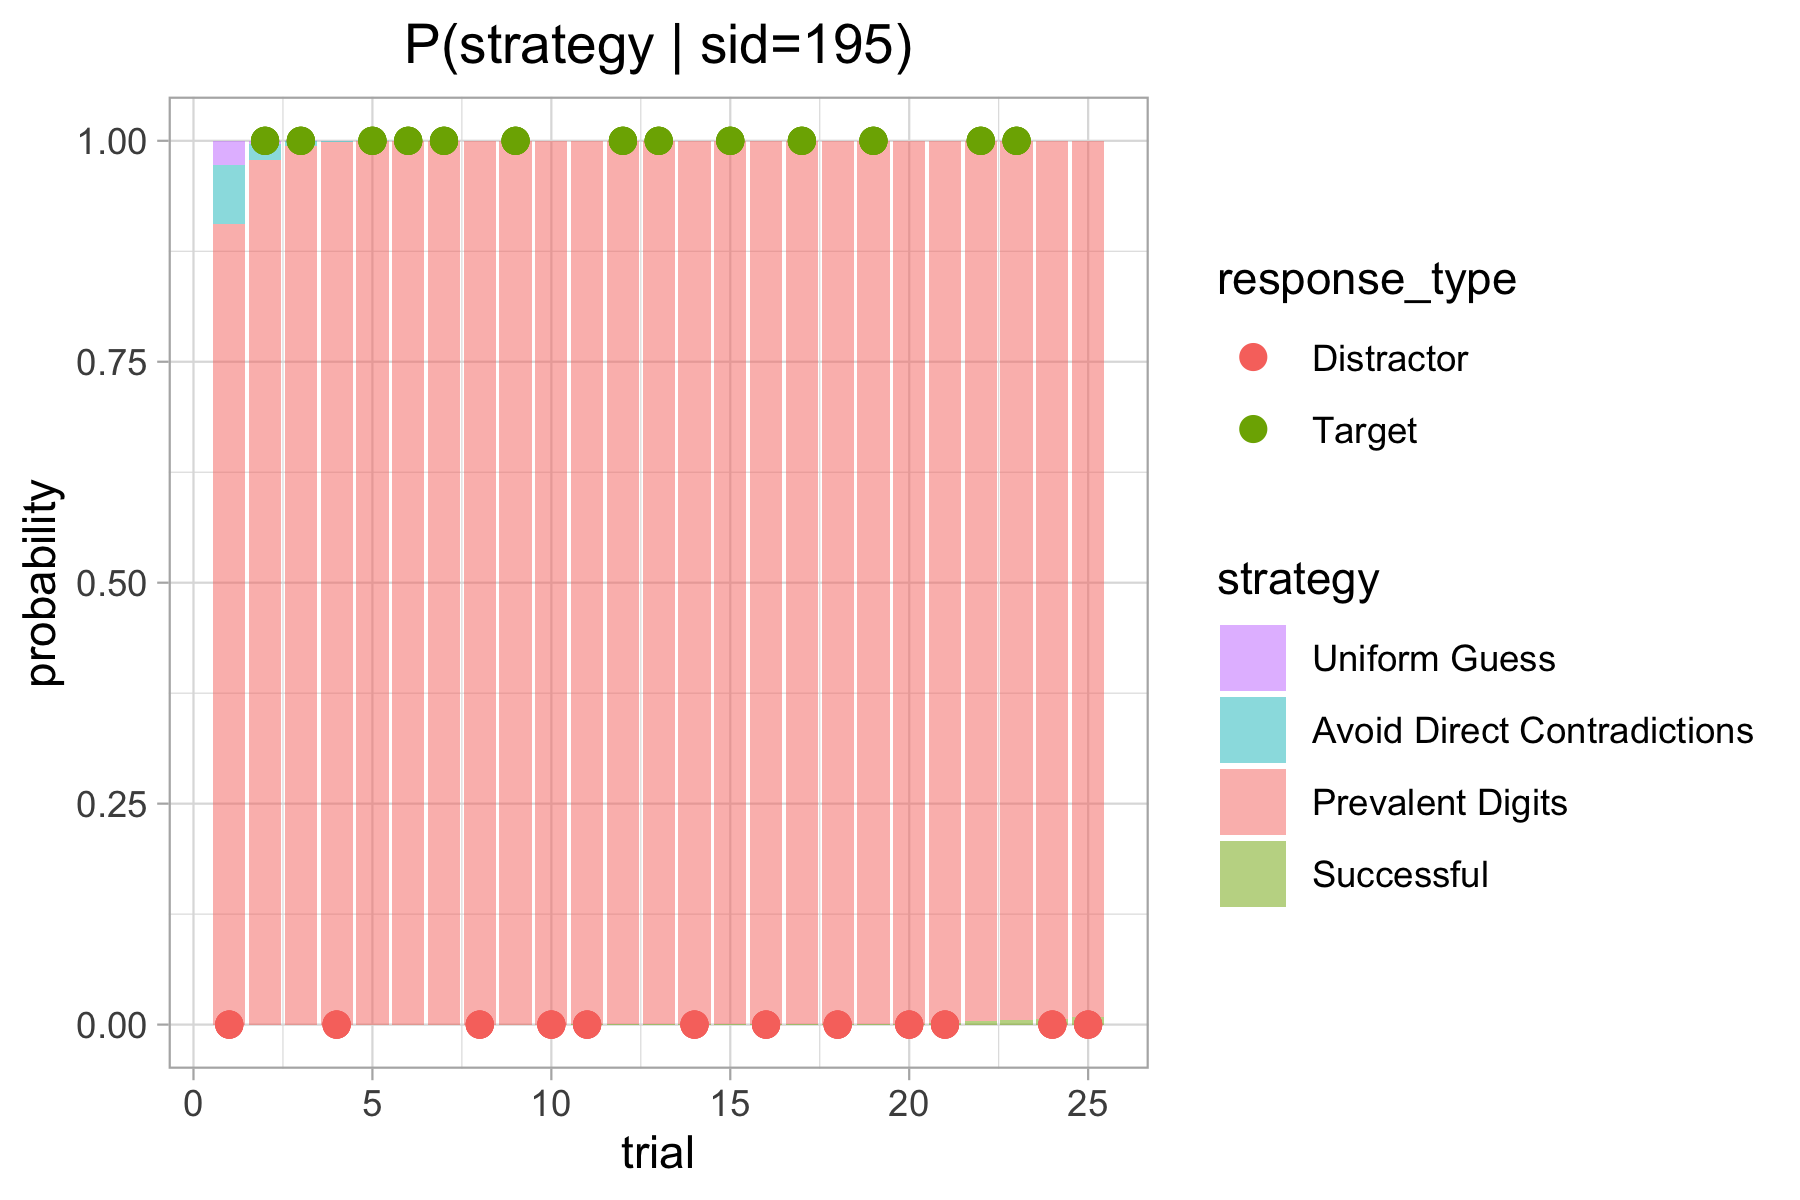 P(strategy | sid=195)
probability
1.00
0.75
0.50
0.25
0.00
0 5 10 15 20 25
trial
response_type
Distractor
Target
strategy
Uniform Guess
Avoid Direct Contradictions
Prevalent Digits
Successful